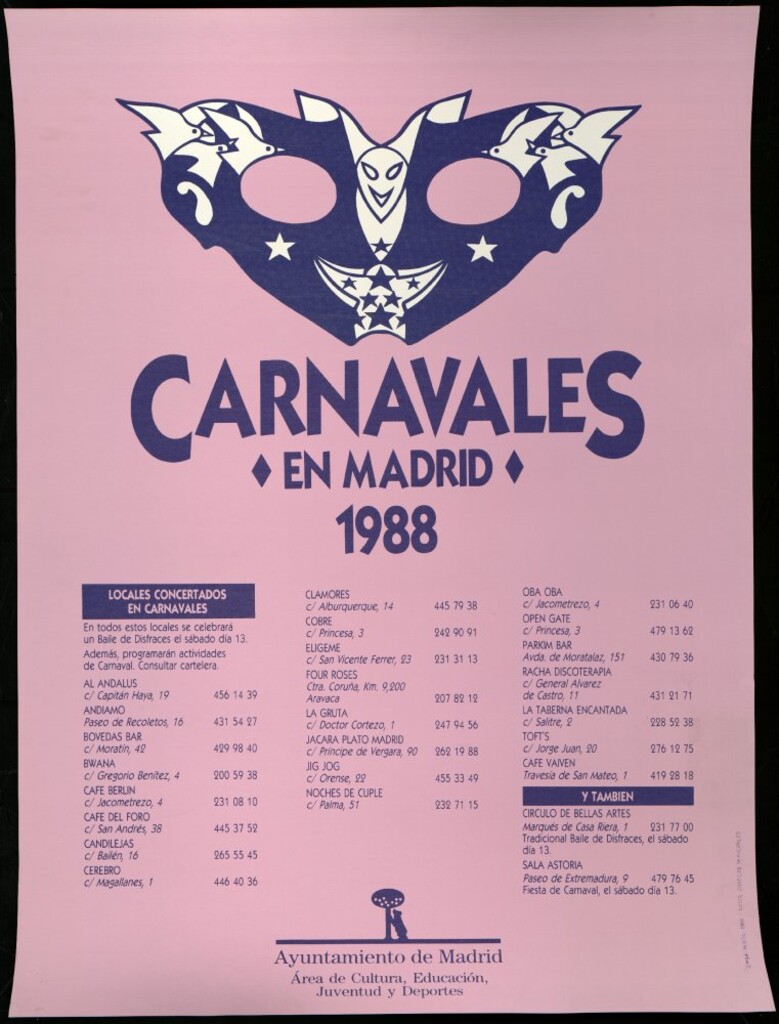 CARNAVALES
EN MADRID
1988
LOCALES CONCERTADOS
EN CARNAVALES
En todos estos locales se celebrará
un Baile de Disfraces el sábado día 13.
Además, programarán actividades
de Carnaval. Consultar cartelera.
AL ANDALUS
c/ Capitán Haya, 19 456 14 39
ANDIAMO
Paseo de Recoletos, 16 431 54 27
BOVEDAS BAR
c/ Moratín, 42 429 98 40
BWANA
c/ Gregorio Benítez, 4 200 59 38
CAFE BERLIN
c/ Jacometrezo, 4 231 08 10
CAFE DEL FORO
c/ San Andrés, 38 445 37 52
CANDILEJAS
c/ Bailén, 16 265 55 45
CEREBRO
c/ Magallanes, 1 446 40 36
CLAMORES
c/ Alburquerque, 14 445 79 38
COBRE
c/ Princesa, 3 242 90 91
ELIGEME
c/ San Vicente Ferrer, 23 231 31 13
FOUR ROSES
Ctra. Coruña, Km. 9,200
Aravaca 207 82 12
LA GRUTA
c/ Doctor Cortezo, 1 247 94 56
JACARA PLATO MADRID
c/ Príncipe de Vergara, 90 262 19 88
JIG JOG
c/ Orense, 22 455 33 49
NOCHES DE CUPLE
c/ Palma, 51 232 71 15
OBA OBA
c/ Jacometrezo, 4 231 06 40
OPEN GATE
c/ Princesa, 3 479 13 62
PARKIM BAR
Avda. de Moratalaz, 151 430 79 36
RACHA DISCOTERAPIA
c/ General Alvarez
de Castro, 11 431 21 71
LA TABERNA ENCANTADA
c/ Salitre, 2 228 52 38
TOFT'S
c/ Jorge Juan, 20 276 12 75
CAFE VAIVEN
Travesía de San Mateo, 1 419 28 18
Y TAMBIEN
CIRCULO DE BELLAS ARTES
Marqués de Casa Riera, 1 231 77 00
Tradicional Baile de Disfraces, el sábado
día 13.
SALA ASTORIA
Paseo de Extremadura, 9 479 76 45
Fiesta de Carnaval, el sábado día 13.
Ayuntamiento de Madrid
Área de Cultura, Educación,
Juventud y Deportes